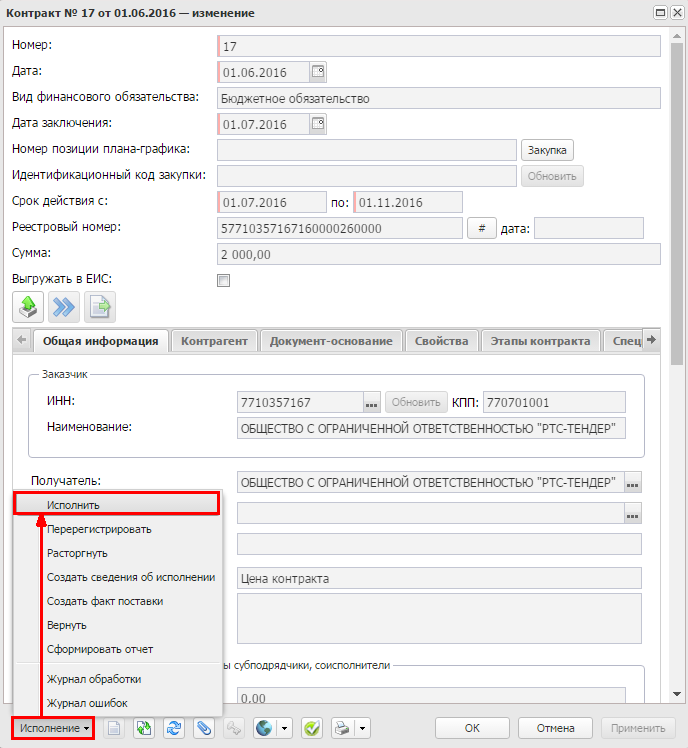 Контракт № 17 от 01.06.2016 — изменение
Номер: 17
Дата: 01.06.2016
Вид финансового обязательства: Бюджетное обязательство
Дата заключения: 01.07.2016
Номер позиции плана-графика: Закупка
Идентификационный код закупки: Обновить
Срок действия с: 01.07.2016 по: 01.11.2016
Реестровый номер: 57710357167160000260000 # дата:
Сумма: 2 000,00
Выгружать в ЕИС:
Общая информация Контрагент Документ-основание Свойства Этапы контракта Спец
Заказчик
ИНН: 7710357167 ... Обновить КПП: 770701001
Наименование: ОБЩЕСТВО С ОГРАНИЧЕННОЙ ОТВЕТСТВЕННОСТЬЮ "РТС-ТЕНДЕР"
Получатель: ОБЩЕСТВО С ОГРАНИЧЕННОЙ ОТВЕТСТВЕННОСТЬЮ "РТС-ТЕНДЕР" ...
Исполнить ...
Перерегистрировать
Расторгнуть
Создать сведения об исполнении Цена контракта
Создать факт поставки
Вернуть
Сформировать отчет
ы субподрядчики, соисполнители
Журнал обработки
0,00
Журнал ошибок
Исполнение ОК Отмена Применить